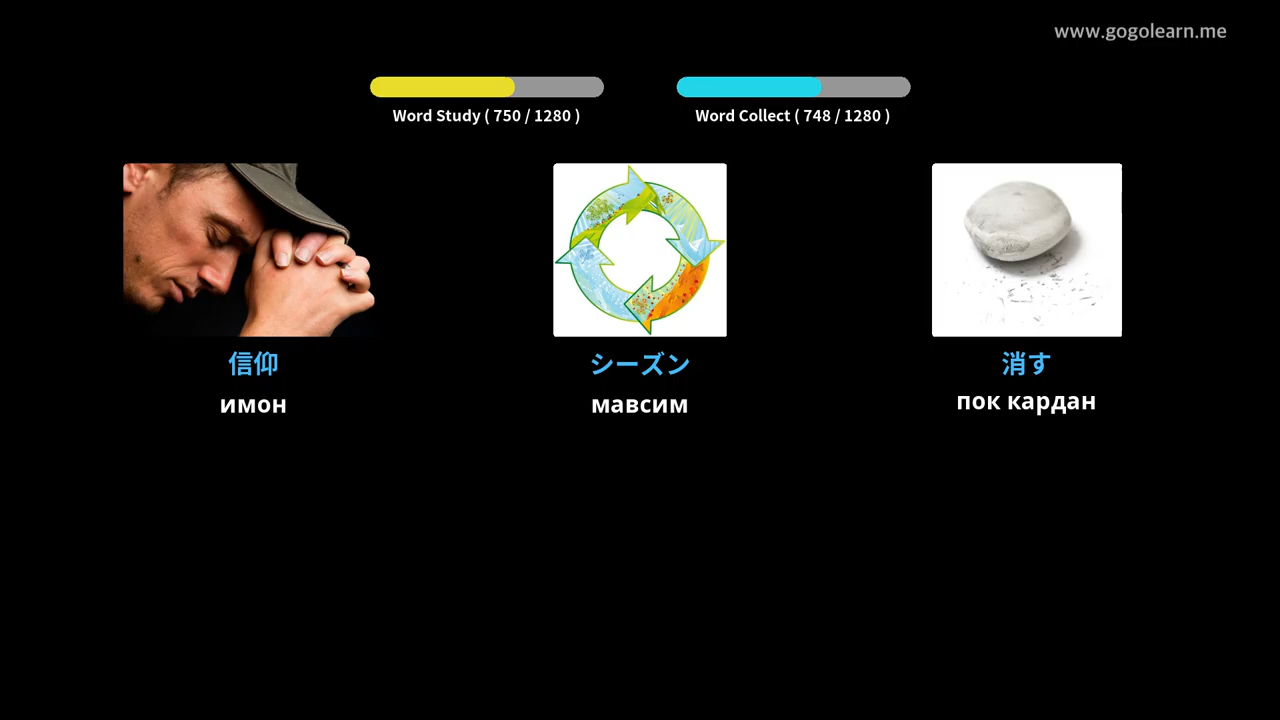 www.gogolearn.me
Word Study ( 750 / 1280 )
Word Collect ( 748 / 1280 )
信仰
シーズン
消す
имон
мавсим
пок кардан